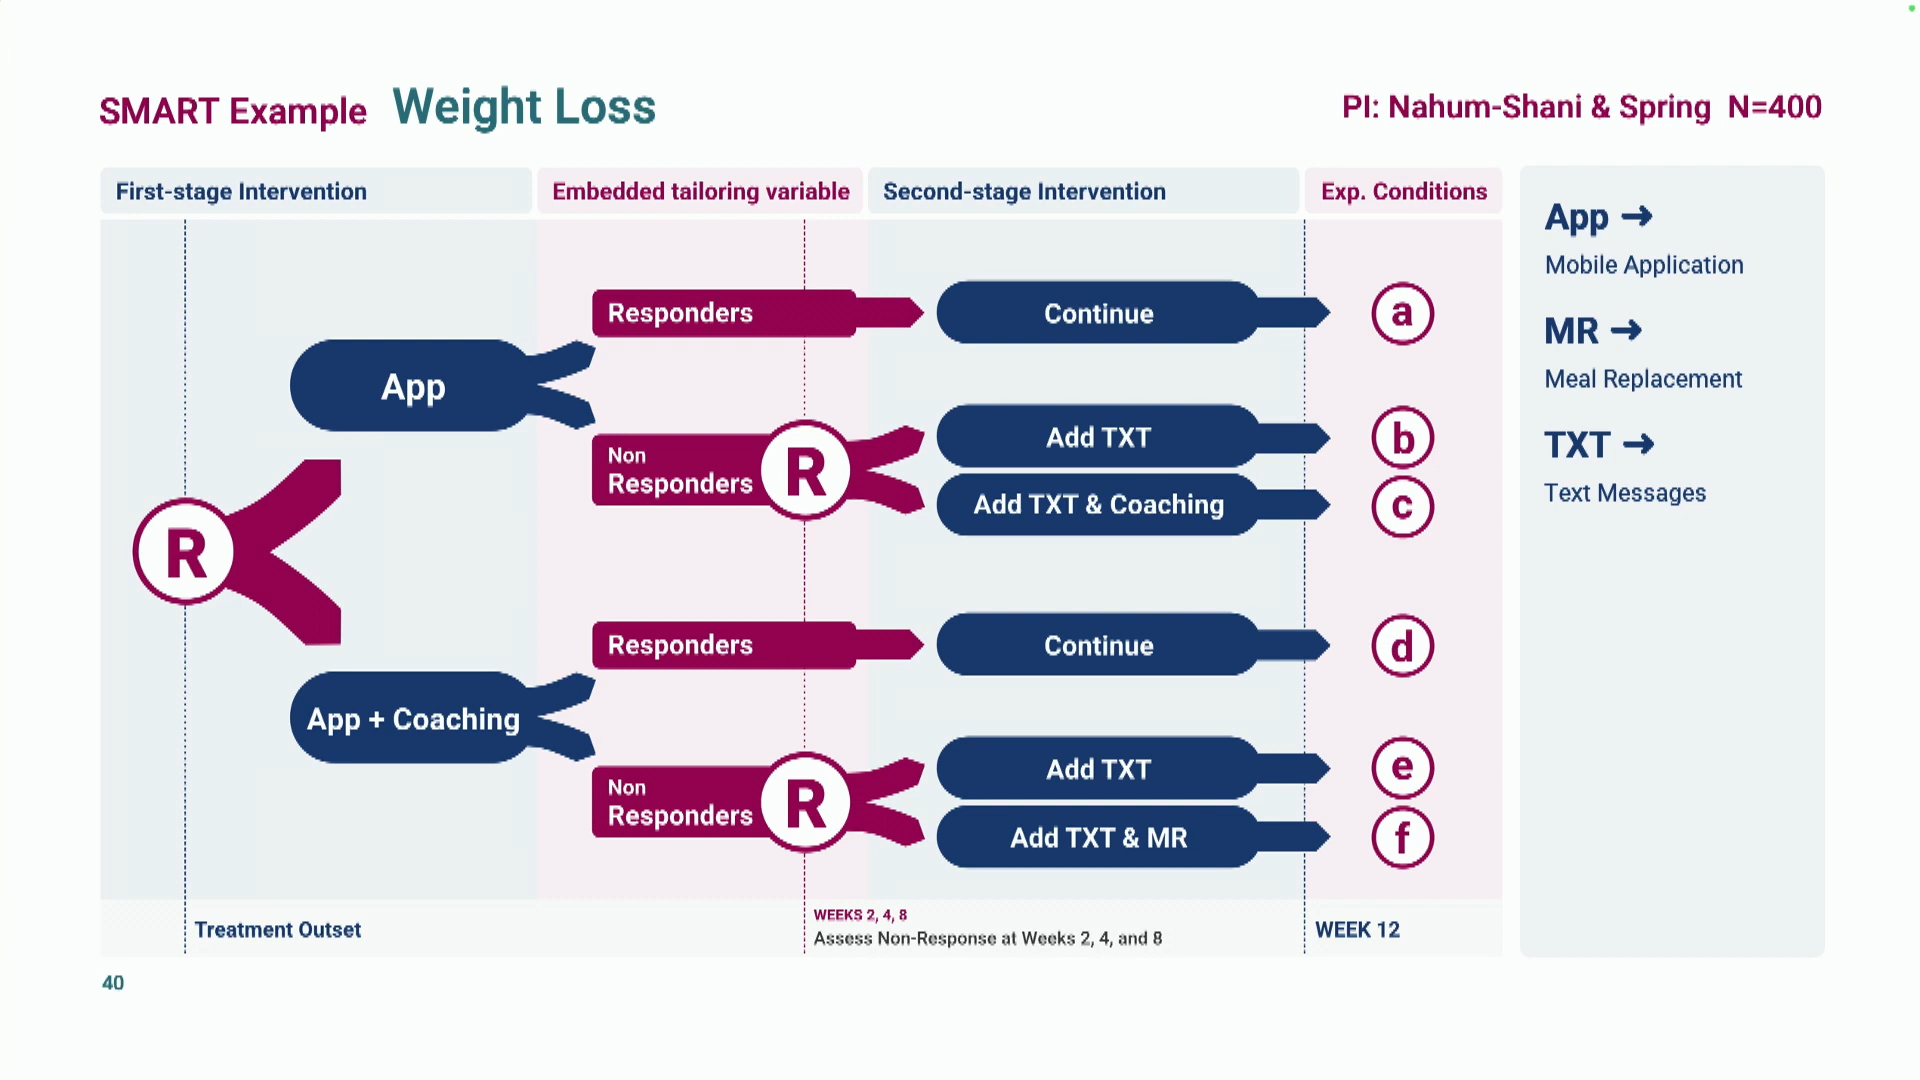 SMART Example Weight Loss
PI: Nahum-Shani & Spring N=400
First-stage Intervention
Embedded tailoring variable
Second-stage Intervention
Exp. Conditions
R
App
Responders
Continue
a
Non
Responders
R
Add TXT
b
Add TXT & Coaching
c
App + Coaching
Responders
Continue
d
Non
Responders
R
Add TXT
e
Add TXT & MR
f
Treatment Outset
WEEKS 2, 4, 8
Assess Non-Response at Weeks 2, 4, and 8
WEEK 12
App →
Mobile Application
MR →
Meal Replacement
TXT →
Text Messages
40